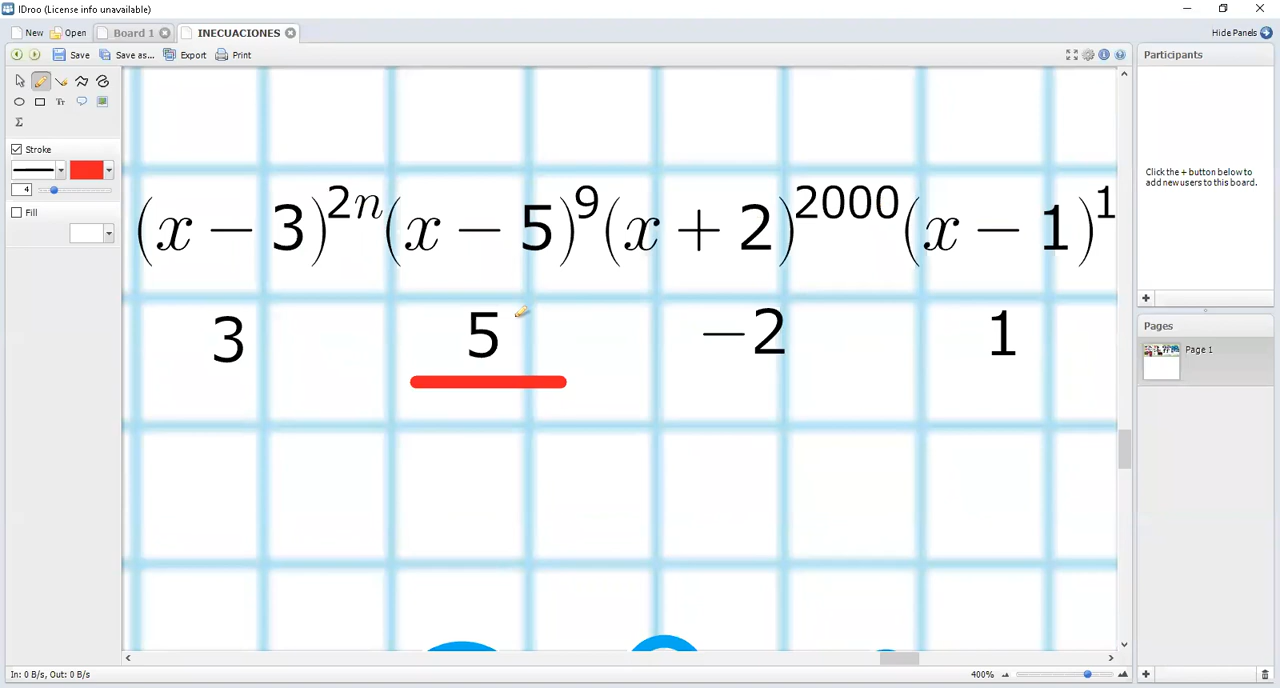 IDroo (License info unavailable)
New Open Board 1 INECUACIONES Hide Panels
Save Save as... Export Print
Participants
Click the + button below to
add new users to this board.
Tr
Σ
Stroke
4
Fill
(x − 3)^2n (x − 5)^9 (x + 2)^2000 (x − 1)^1
3 5 −2 1
Pages
Page 1
In: 0 B/s, Out: 0 B/s 400%